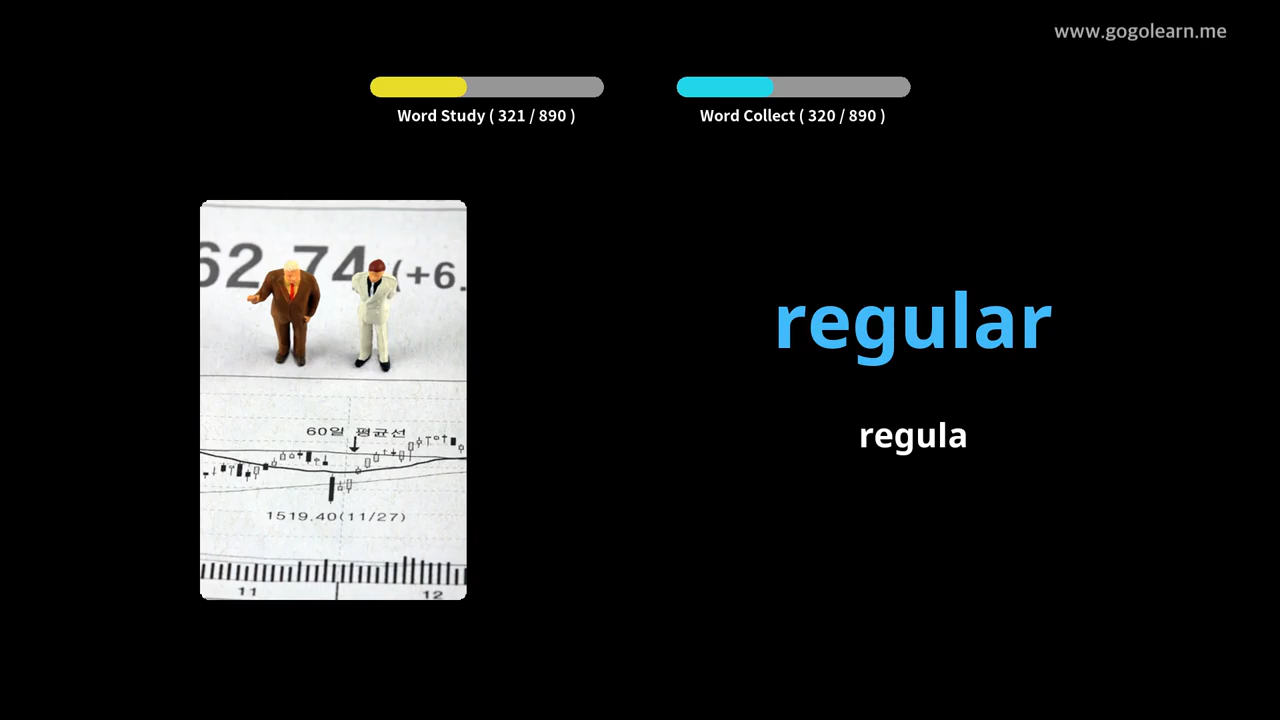 www.gogolearn.me
Word Study ( 321 / 890 )
Word Collect ( 320 / 890 )
62.74 (+6.
60일 평균선
1519.40(11/27)
11
12
regular
regula